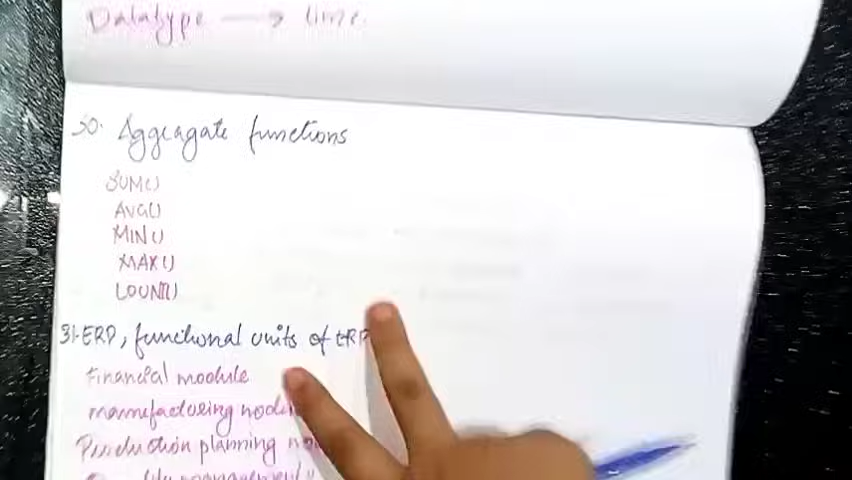 Datatype → time.
30. Aggregate functions
SUM()
AVG()
MIN()
MAX()
COUNT()
31. ERP, functional units of ERP
Financial module
manufacturing
Production planning
management